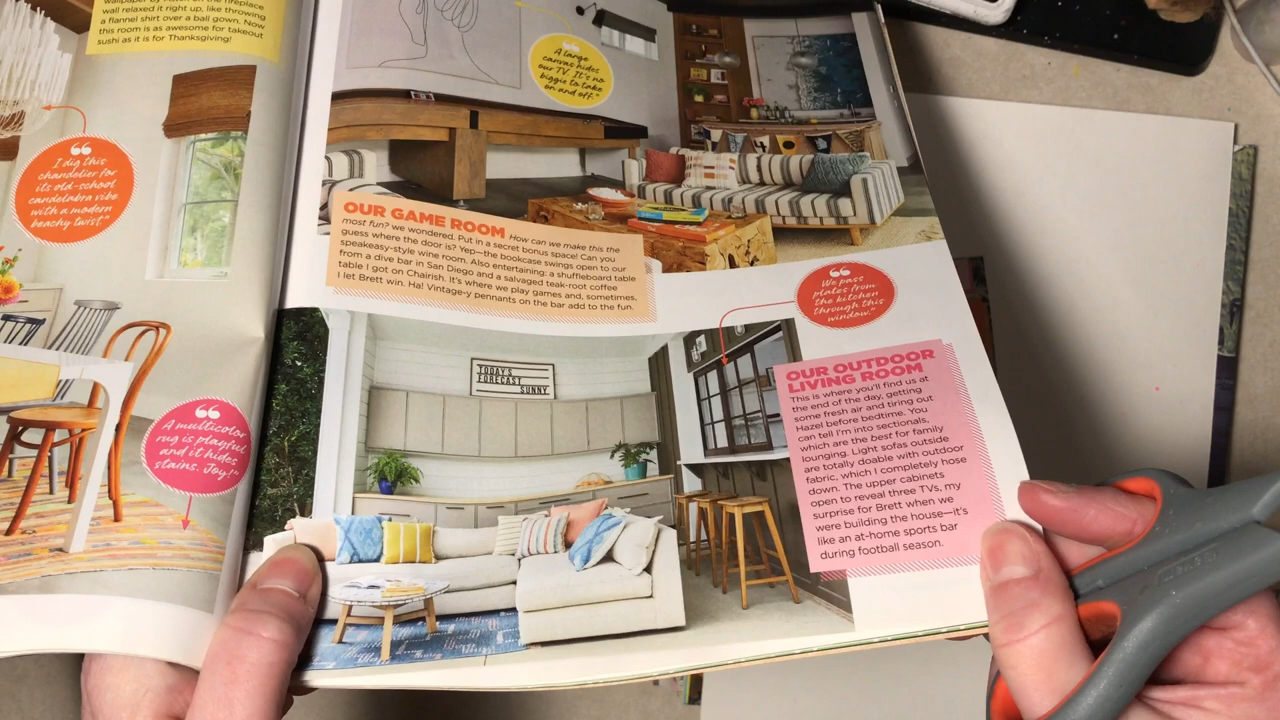 wall relaxed it right up, like throwing
a flannel shirt over a ball gown. Now
this room is as awesome for takeout
sushi as it is for Thanksgiving!
“I dig this
chandelier for
its old-school
candelabra vibe
with a modern
beachy twist.”
“A multicolor
rug is playful
and it hides
stains. Joy!”
“A large
canvas hides
our TV. It's no
biggie to take
on and off.”
OUR GAME ROOM How can we make this the
most fun? we wondered. Put in a secret bonus space! Can you
guess where the door is? Yep—the bookcase swings open to our
speakeasy-style wine room. Also entertaining: a shuffleboard table
from a dive bar in San Diego and a salvaged teak-root coffee
table I got on Chairish. It's where we play games and, sometimes,
I let Brett win. Ha! Vintage-y pennants on the bar add to the fun.
“We pass
plates from
the kitchen
through this
window.”
TODAY'S
FORECAST
SUNNY
OUR OUTDOOR
LIVING ROOM
This is where you'll find us at
the end of the day, getting
some fresh air and tiring out
Hazel before bedtime. You
can tell I'm into sectionals,
which are the best for family
lounging. Light sofas outside
are totally doable with outdoor
fabric, which I completely hose
down. The upper cabinets
open to reveal three TVs, my
surprise for Brett when we
were building the house—it's
like an at-home sports bar
during football season.